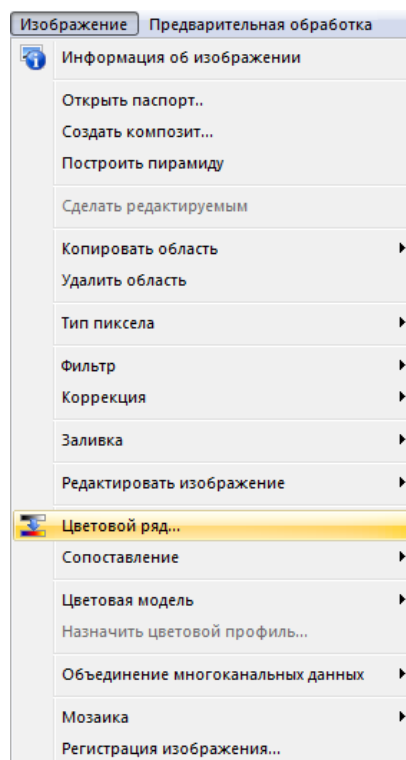 Изображение Предварительная обработка
Информация об изображении
Открыть паспорт..
Создать композит...
Построить пирамиду
Сделать редактируемым
Копировать область
Удалить область
Тип пиксела
Фильтр
Коррекция
Заливка
Редактировать изображение
Цветовой ряд...
Сопоставление
Цветовая модель
Назначить цветовой профиль...
Объединение многоканальных данных
Мозаика
Регистрация изображения...